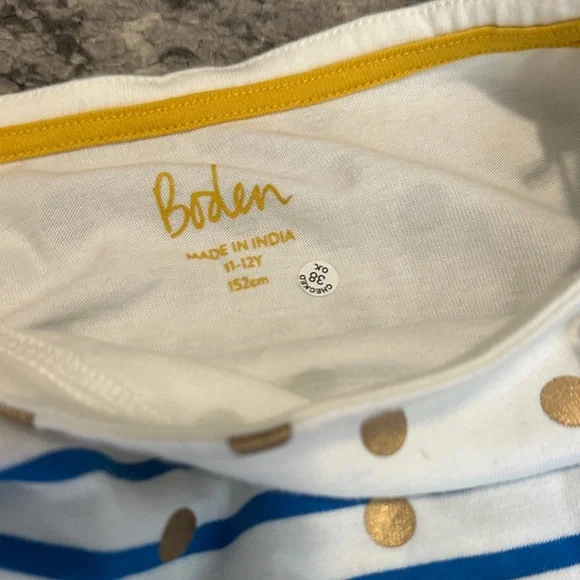 Boden
MADE IN INDIA
11-12Y
152cm
CHECKED
38
OK